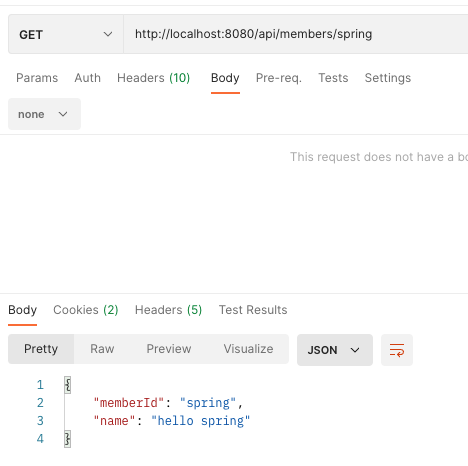 GET http://localhost:8080/api/members/spring
Params Auth Headers (10) Body Pre-req. Tests Settings
none
This request does not have a bo
Body Cookies (2) Headers (5) Test Results
Pretty Raw Preview Visualize JSON
1 {
2 "memberId": "spring",
3 "name": "hello spring"
4 }